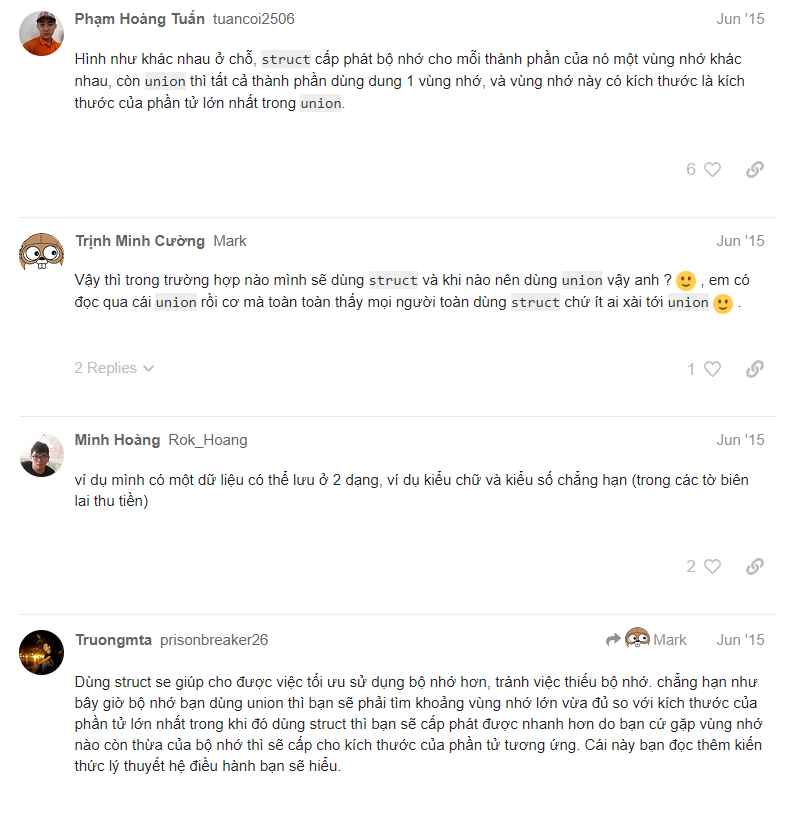 Phạm Hoàng Tuấn tuancoi2506 Jun '15
Hình như khác nhau ở chỗ, struct cấp phát bộ nhớ cho mỗi thành phần của nó một vùng nhớ khác
nhau, còn union thì tất cả thành phần dùng dung 1 vùng nhớ, và vùng nhớ này có kích thước là kích
thước của phần tử lớn nhất trong union.
6
Trịnh Minh Cường Mark Jun '15
Vậy thì trong trường hợp nào mình sẽ dùng struct và khi nào nên dùng union vậy anh ? 🙂 , em có
đọc qua cái union rồi cơ mà toàn toàn thấy mọi người toàn dùng struct chứ ít ai xài tới union 🙂 .
2 Replies 1
Minh Hoàng Rok_Hoang Jun '15
ví dụ mình có một dữ liệu có thể lưu ở 2 dạng, ví dụ kiểu chữ và kiểu số chẳng hạn (trong các tờ biên
lai thu tiền)
2
Truongmta prisonbreaker26 Mark Jun '15
Dùng struct se giúp cho được việc tối ưu sử dụng bộ nhớ hơn, tránh việc thiếu bộ nhớ. chẳng hạn như
bây giờ bộ nhớ bạn dùng union thì bạn sẽ phải tìm khoảng vùng nhớ lớn vừa đủ so với kích thước của
phần tử lớn nhất trong khi đó dùng struct thì bạn sẽ cấp phát được nhanh hơn do bạn cứ gặp vùng nhớ
nào còn thừa của bộ nhớ thì sẽ cấp cho kích thước của phần tử tương ứng. Cái này bạn đọc thêm kiến
thức lý thuyết hệ điều hành bạn sẽ hiểu.